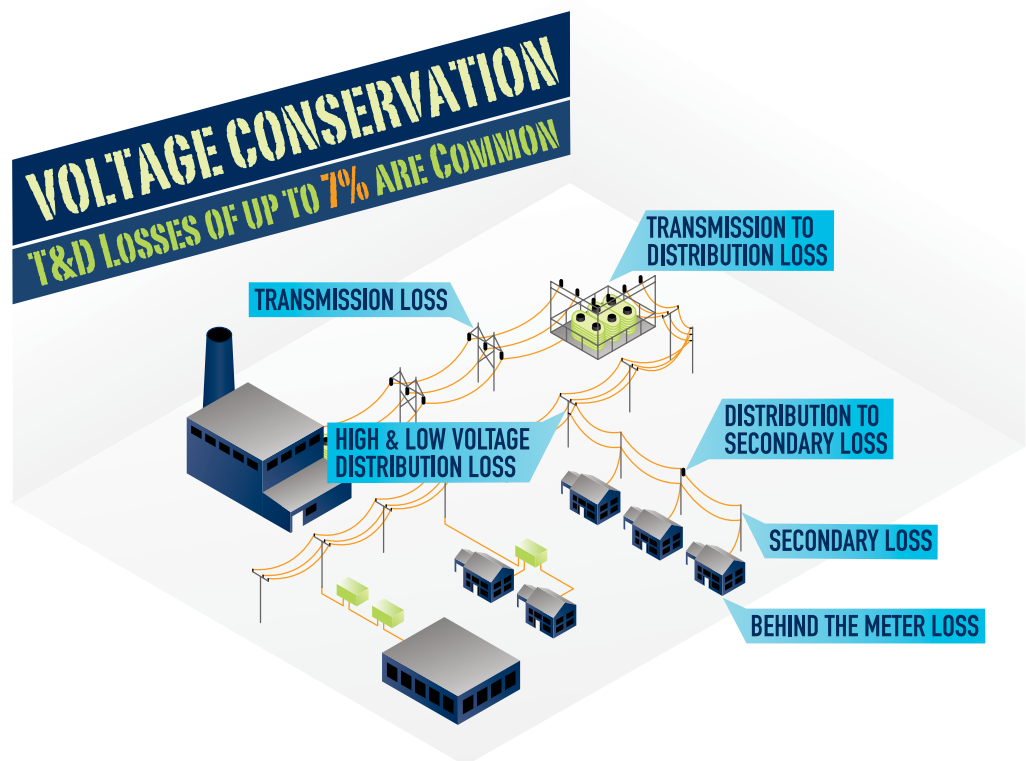 VOLTAGE CONSERVATION
T&D LOSSES OF UP TO 7% ARE COMMON
TRANSMISSION TO
DISTRIBUTION LOSS
TRANSMISSION LOSS
HIGH & LOW VOLTAGE
DISTRIBUTION LOSS
DISTRIBUTION TO
SECONDARY LOSS
SECONDARY LOSS
BEHIND THE METER LOSS